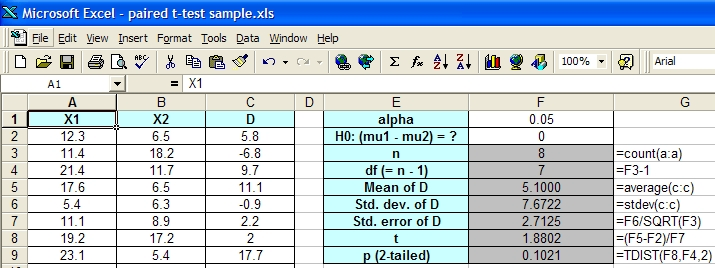 Microsoft Excel - paired t-test sample.xls
File Edit View Insert Format Tools Data Window Help
100% Arial
A1 = X1
A B C D E F G
1 X1 X2 D alpha 0.05
2 12.3 6.5 5.8 H0: (mu1 - mu2) = ? 0
3 11.4 18.2 -6.8 n 8 =count(a:a)
4 21.4 11.7 9.7 df (= n - 1) 7 =F3-1
5 17.6 6.5 11.1 Mean of D 5.1000 =average(c:c)
6 5.4 6.3 -0.9 Std. dev. of D 7.6722 =stdev(c:c)
7 11.1 8.9 2.2 Std. error of D 2.7125 =F6/SQRT(F3)
8 19.2 17.2 2 t 1.8802 =(F5-F2)/F7
9 23.1 5.4 17.7 p (2-tailed) 0.1021 =TDIST(F8,F4,2)